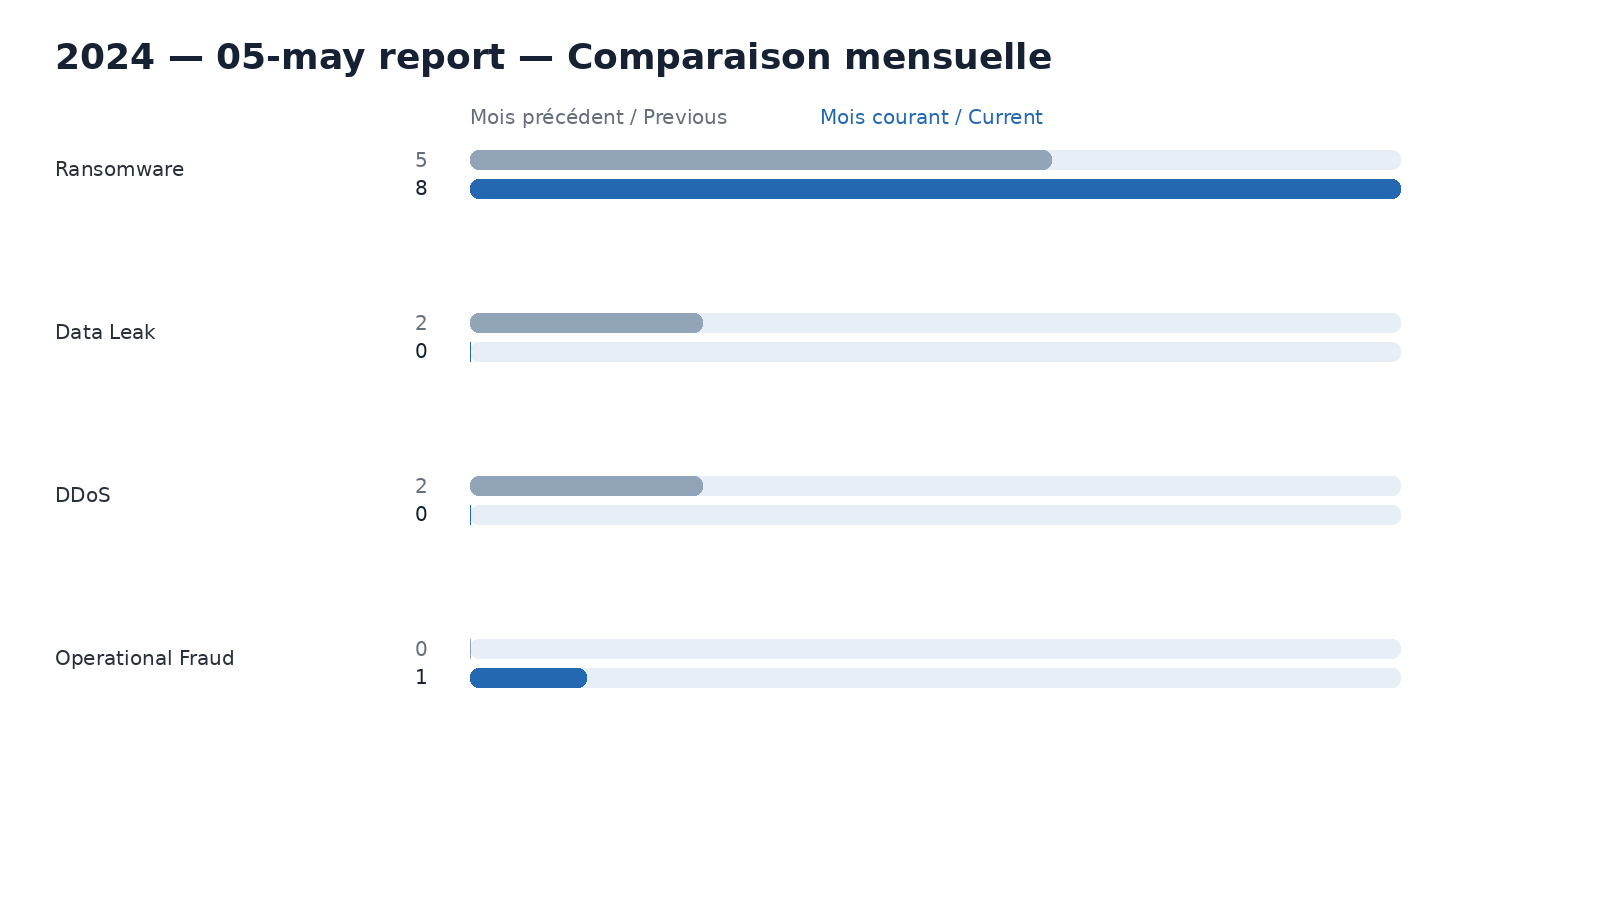 2024 — 05-may report — Comparaison mensuelle
Mois précédent / Previous Mois courant / Current
Ransomware
5
8
Data Leak
2
0
DDoS
2
0
Operational Fraud
0
1